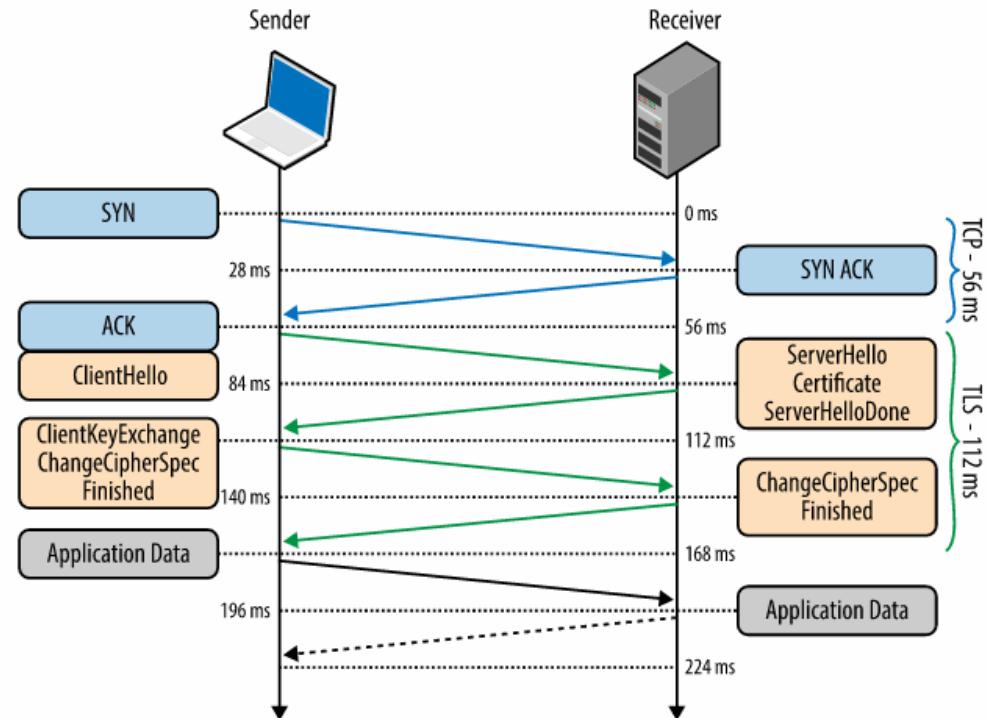 Sender
Receiver
SYN
0 ms
28 ms
SYN ACK
TCP - 56 ms
ACK
56 ms
ClientHello
84 ms
ServerHello
Certificate
ServerHelloDone
TLS - 112 ms
ClientKeyExchange
ChangeCipherSpec
Finished
112 ms
140 ms
ChangeCipherSpec
Finished
Application Data
168 ms
196 ms
Application Data
224 ms